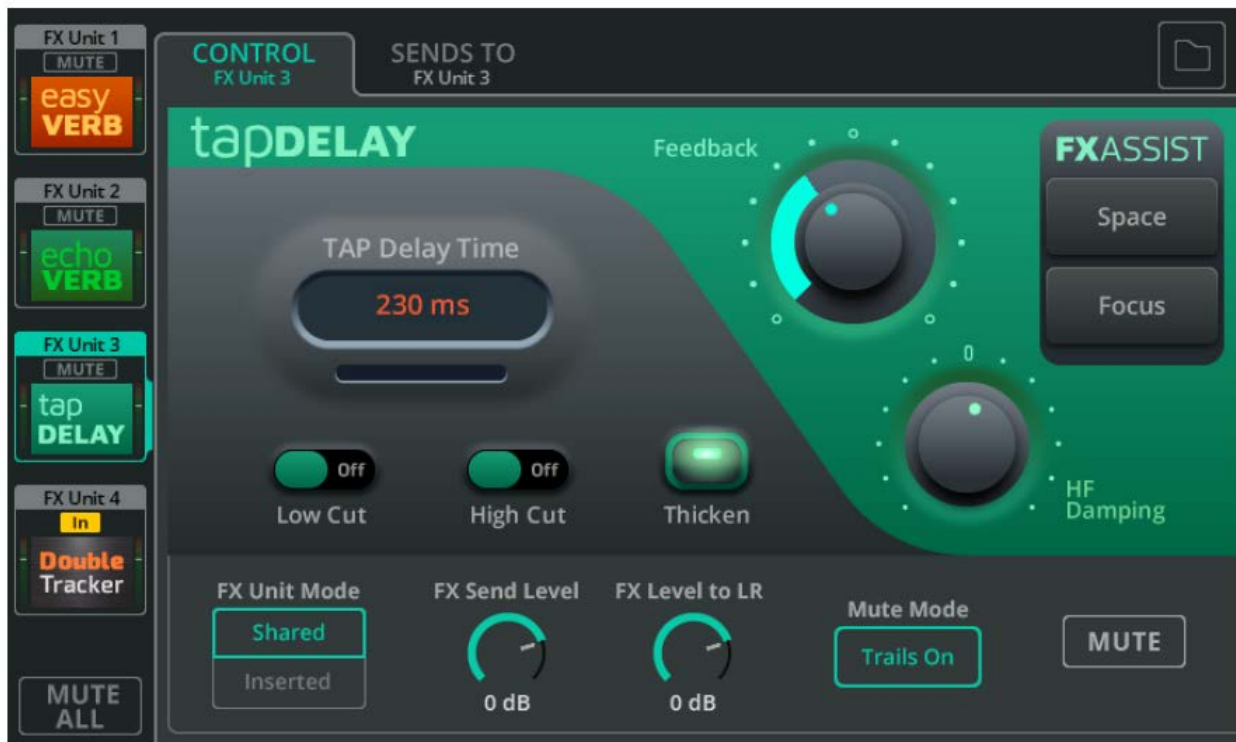 FX Unit 1
MUTE
easy
VERB
FX Unit 2
MUTE
echo
VERB
FX Unit 3
MUTE
tap
DELAY
FX Unit 4
In
Double
Tracker
MUTE
ALL
CONTROL
FX Unit 3
SENDS TO
FX Unit 3
tapDELAY
Feedback
FXASSIST
Space
Focus
TAP Delay Time
230 ms
0
HF
Damping
Off
Low Cut
Off
High Cut
Thicken
FX Unit Mode
Shared
Inserted
FX Send Level
0 dB
FX Level to LR
0 dB
Mute Mode
Trails On
MUTE